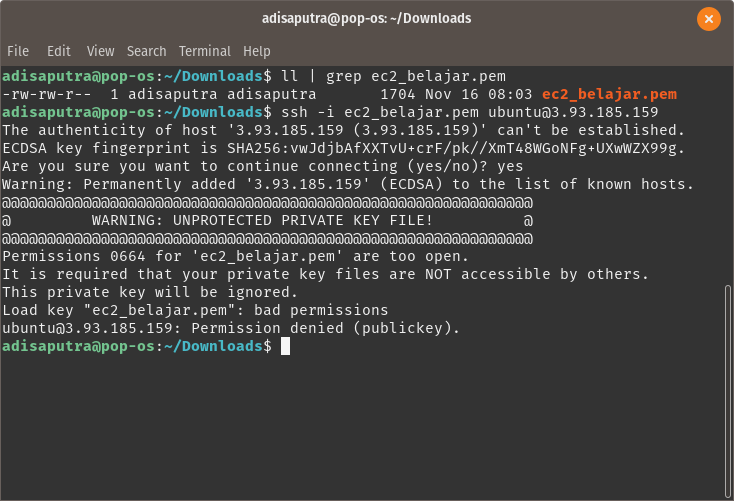 adisaputra@pop-os: ~/Downloads
File Edit View Search Terminal Help
adisaputra@pop-os:~/Downloads$ ll | grep ec2_belajar.pem
-rw-rw-r--  1 adisaputra adisaputra       1704 Nov 16 08:03 ec2_belajar.pem
adisaputra@pop-os:~/Downloads$ ssh -i ec2_belajar.pem ubuntu@3.93.185.159
The authenticity of host '3.93.185.159 (3.93.185.159)' can't be established.
ECDSA key fingerprint is SHA256:vwJdjbAfXXTvU+crF/pk//XmT48WGoNFg+UXwWZX99g.
Are you sure you want to continue connecting (yes/no)? yes
Warning: Permanently added '3.93.185.159' (ECDSA) to the list of known hosts.
@@@@@@@@@@@@@@@@@@@@@@@@@@@@@@@@@@@@@@@@@@@@@@@@@@@@@@@@@@@
@         WARNING: UNPROTECTED PRIVATE KEY FILE!          @
@@@@@@@@@@@@@@@@@@@@@@@@@@@@@@@@@@@@@@@@@@@@@@@@@@@@@@@@@@@
Permissions 0664 for 'ec2_belajar.pem' are too open.
It is required that your private key files are NOT accessible by others.
This private key will be ignored.
Load key "ec2_belajar.pem": bad permissions
ubuntu@3.93.185.159: Permission denied (publickey).
adisaputra@pop-os:~/Downloads$